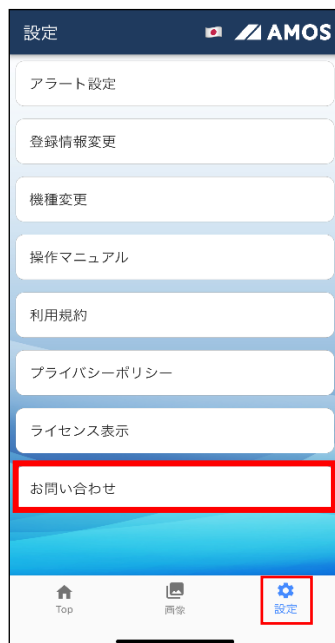 設定
AMOS
アラート設定
登録情報変更
機種変更
操作マニュアル
利用規約
プライバシーポリシー
ライセンス表示
お問い合わせ
Top 画像 設定